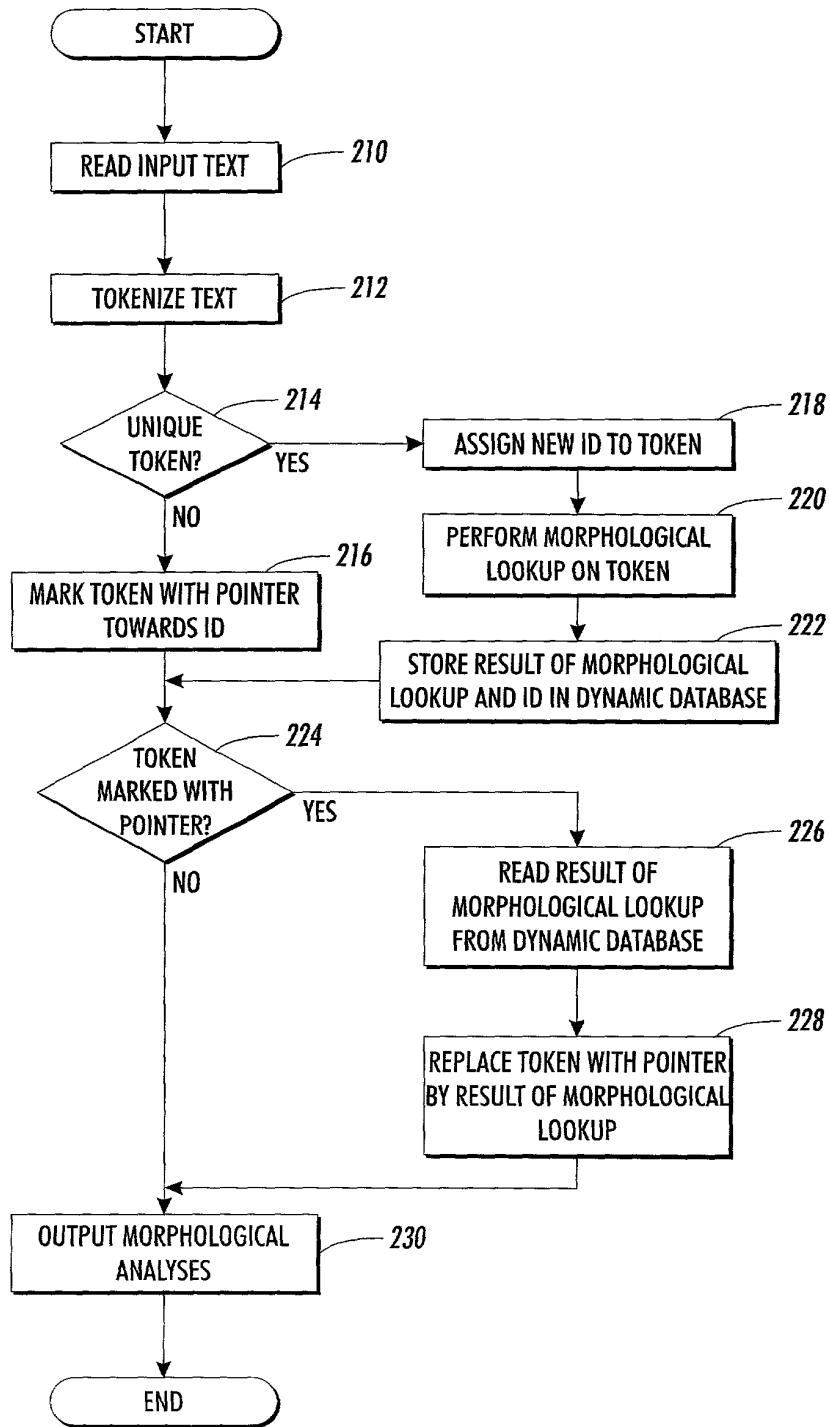 START
READ INPUT TEXT
210
TOKENIZE TEXT
212
UNIQUE
TOKEN?
214
YES
NO
ASSIGN NEW ID TO TOKEN
218
PERFORM MORPHOLOGICAL
LOOKUP ON TOKEN
220
MARK TOKEN WITH POINTER
TOWARDS ID
216
STORE RESULT OF MORPHOLOGICAL
LOOKUP AND ID IN DYNAMIC DATABASE
222
TOKEN
MARKED WITH
POINTER?
224
YES
NO
READ RESULT OF
MORPHOLOGICAL LOOKUP
FROM DYNAMIC DATABASE
226
REPLACE TOKEN WITH POINTER
BY RESULT OF MORPHOLOGICAL
LOOKUP
228
OUTPUT MORPHOLOGICAL
ANALYSES
230
END